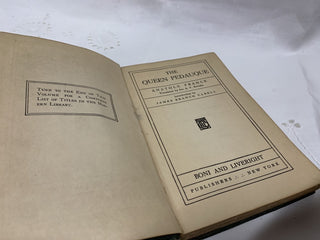 Turn to the End of This
Volume for a Complete
List of Titles in the Mod-
ern Library.
THE
QUEEN PEDAUQUE
ANATOLE FRANCE
JAMES BRANCH CABELL
BONI AND LIVERIGHT
PUBLISHERS NEW YORK